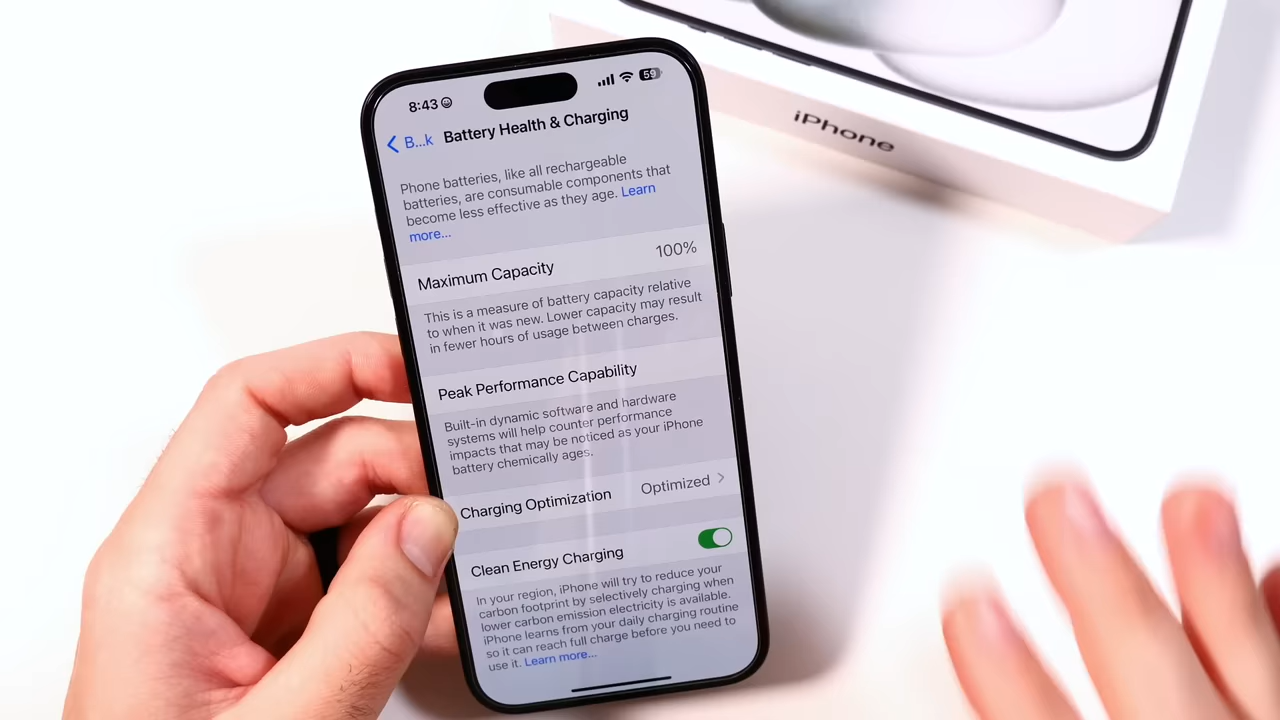 8:43
59
B...k Battery Health & Charging
Phone batteries, like all rechargeable
batteries, are consumable components that
become less effective as they age. Learn
more...
Maximum Capacity 100%
This is a measure of battery capacity relative
to when it was new. Lower capacity may result
in fewer hours of usage between charges.
Peak Performance Capability
Built-in dynamic software and hardware
systems will help counter performance
impacts that may be noticed as your iPhone
battery chemically ages.
Charging Optimization Optimized
Clean Energy Charging
In your region, iPhone will try to reduce your
carbon footprint by selectively charging when
lower carbon emission electricity is available.
iPhone learns from your daily charging routine
so it can reach full charge before you need to
use it. Learn more...
iPhone